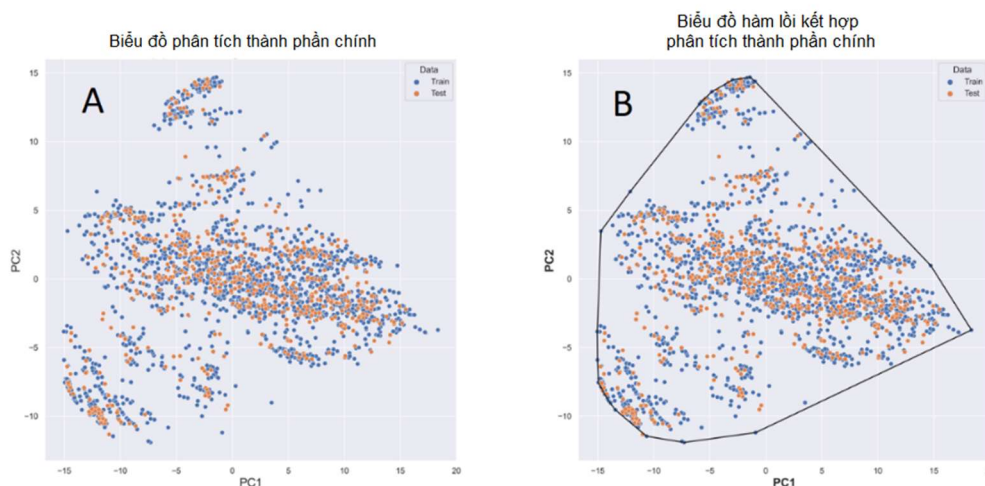 Biểu đồ phân tích thành phần chính
A
Data
Train
Test
15
10
5
0
−5
−10
PC2
−15
−10
−5
0
5
10
15
20
PC1
Biểu đồ hàm lồi kết hợp
phân tích thành phần chính
B
Data
Train
Test
15
10
5
0
−5
−10
PC2
−15
−10
−5
0
5
10
15
20
PC1